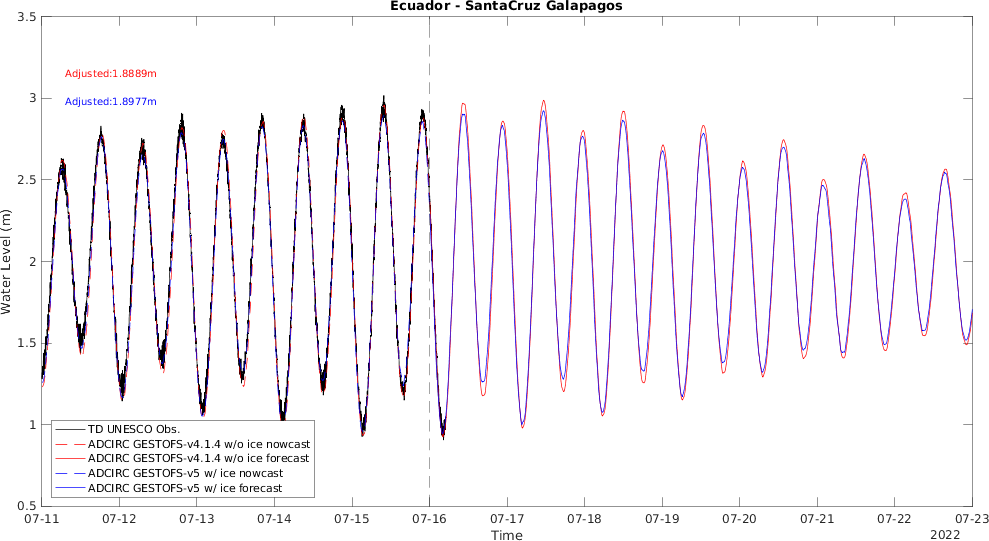 Ecuador - SantaCruz Galapagos
3.5
3
2.5
2
1.5
1
0.5
Water Level (m)
Adjusted:1.8889m
Adjusted:1.8977m
TD UNESCO Obs.
ADCIRC GESTOFS-v4.1.4 w/o ice nowcast
ADCIRC GESTOFS-v4.1.4 w/o ice forecast
ADCIRC GESTOFS-v5 w/ ice nowcast
ADCIRC GESTOFS-v5 w/ ice forecast
07-11 07-12 07-13 07-14 07-15 07-16 07-17 07-18 07-19 07-20 07-21 07-22 07-23
Time
2022